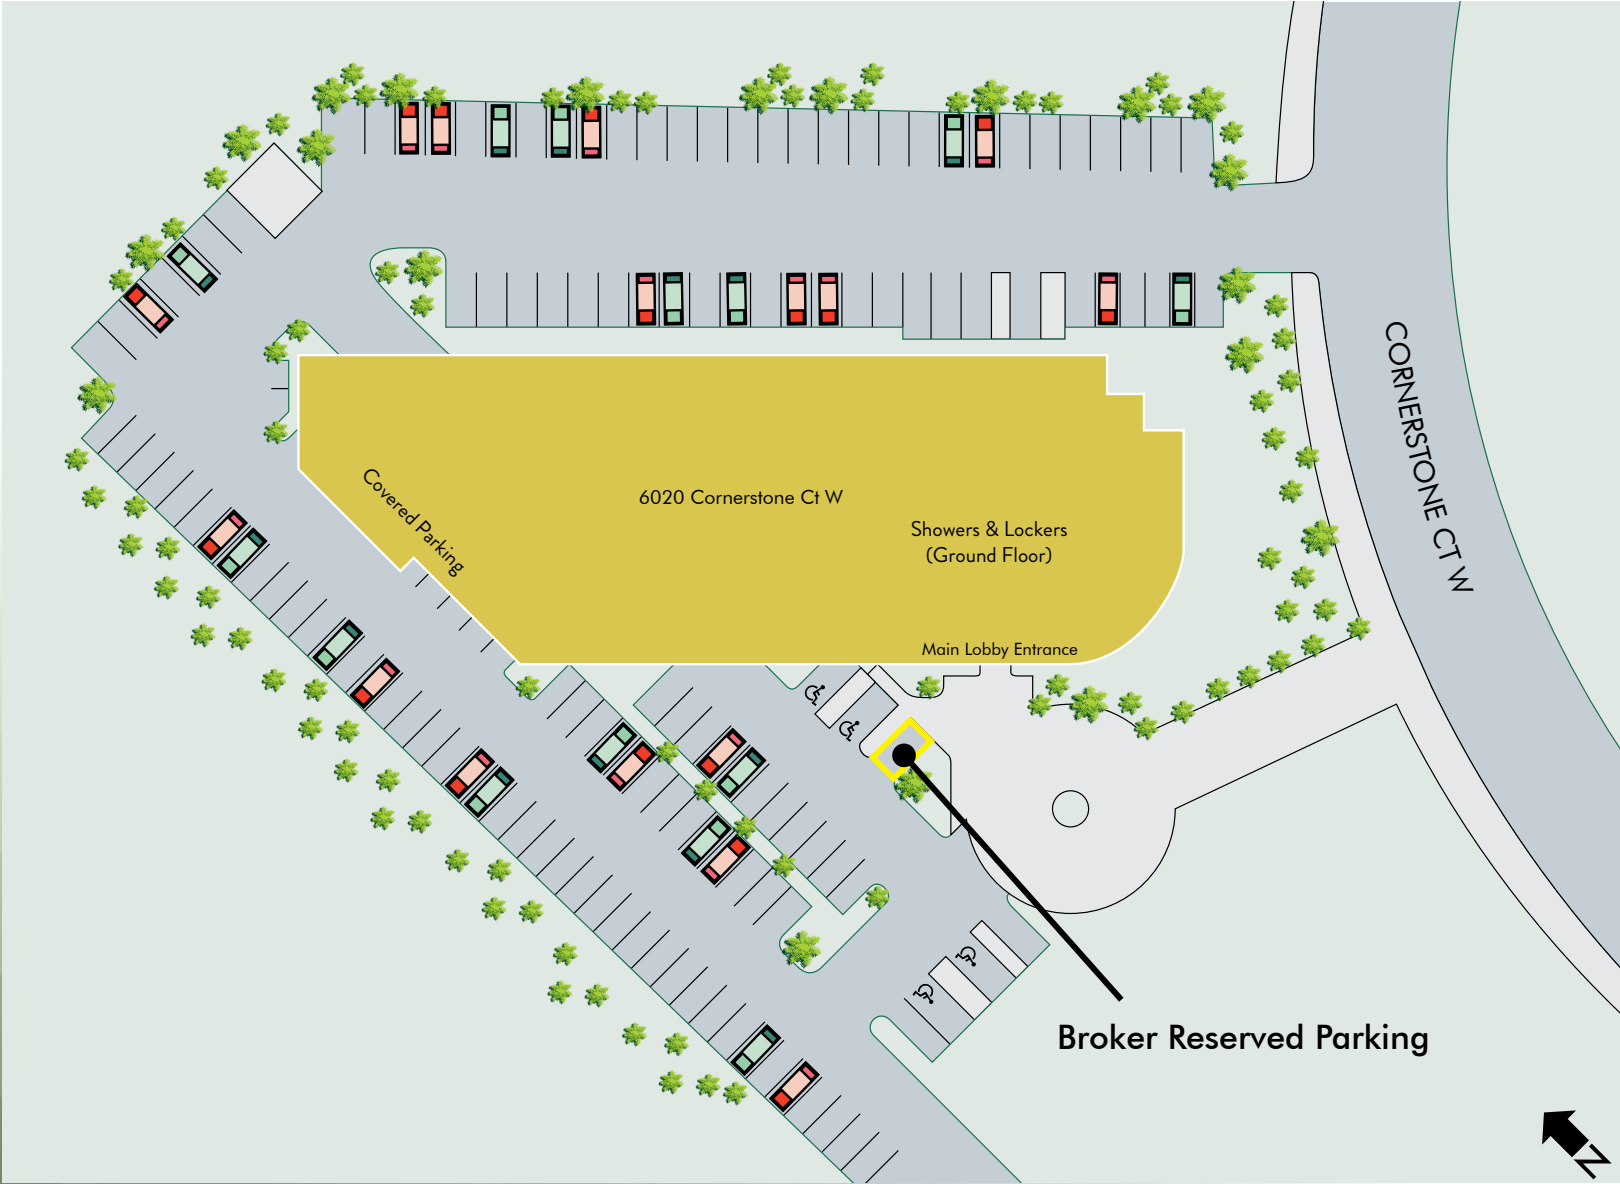 CORNERSTONE CT W
Covered Parking
6020 Cornerstone Ct W
Showers & Lockers
(Ground Floor)
Main Lobby Entrance
Broker Reserved Parking
N